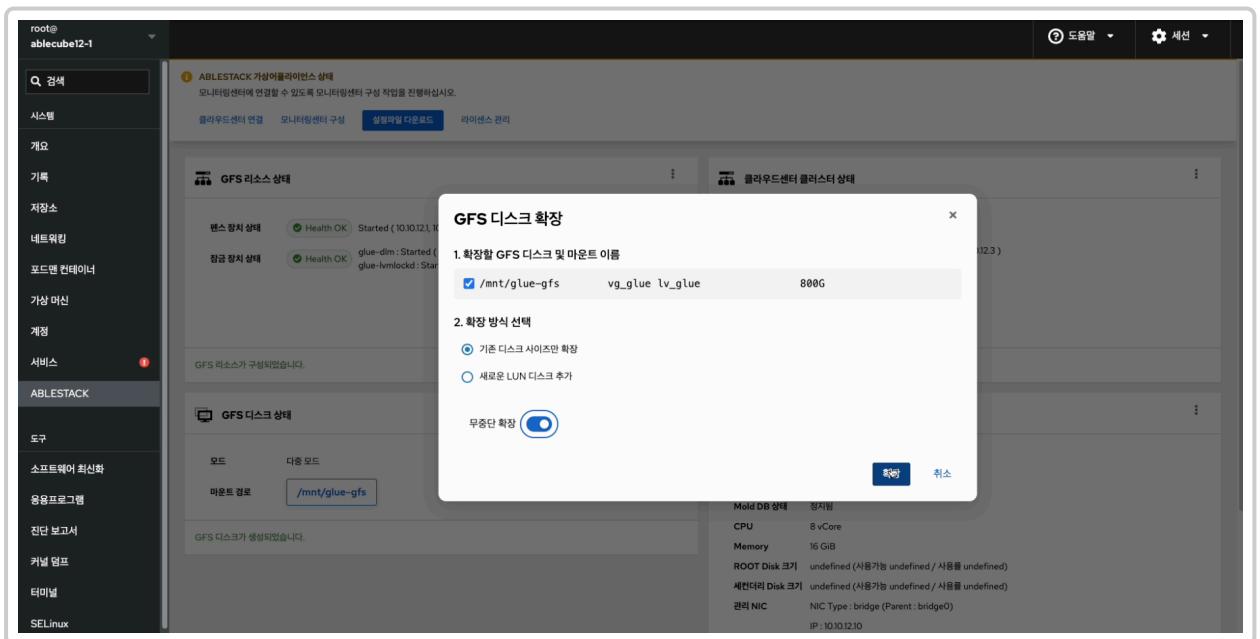 root@
ablecube12-1
도움말
세션
검색
시스템
개요
기록
저장소
네트워킹
포드맨 컨테이너
가상 머신
계정
서비스
ABLESTACK
도구
소프트웨어 최신화
응용프로그램
진단 보고서
커널 덤프
터미널
SELinux
ABLESTACK 가상어플라이언스 상태
모니터링센터에 연결할 수 있도록 모니터링센터 구성 작업을 진행하십시오.
클라우드센터 연결 모니터링센터 구성 설정파일 다운로드 라이센스 관리
GFS 리소스 상태
펜스 장치 상태 Health OK Started ( 10.10.12.1, 10
잠금 장치 상태 Health OK glue-dlm : Started (
glue-lvmlockd : Star
GFS 리소스가 구성되었습니다.
클라우드센터 클러스터 상태
12.3 )
GFS 디스크 상태
모드 다중 모드
마운트 경로 /mnt/glue-gfs
GFS 디스크가 생성되었습니다.
GFS 디스크 확장
1. 확장할 GFS 디스크 및 마운트 이름
/mnt/glue-gfs vg_glue lv_glue 800G
2. 확장 방식 선택
기존 디스크 사이즈만 확장
새로운 LUN 디스크 추가
무중단 확장
확장 취소
Mold DB 상태 정지됨
CPU 8 vCore
Memory 16 GiB
ROOT Disk 크기 undefined (사용가능 undefined / 사용률 undefined)
세컨더리 Disk 크기 undefined (사용가능 undefined / 사용률 undefined)
관리 NIC NIC Type : bridge (Parent : bridge0)
IP : 10.10.12.10